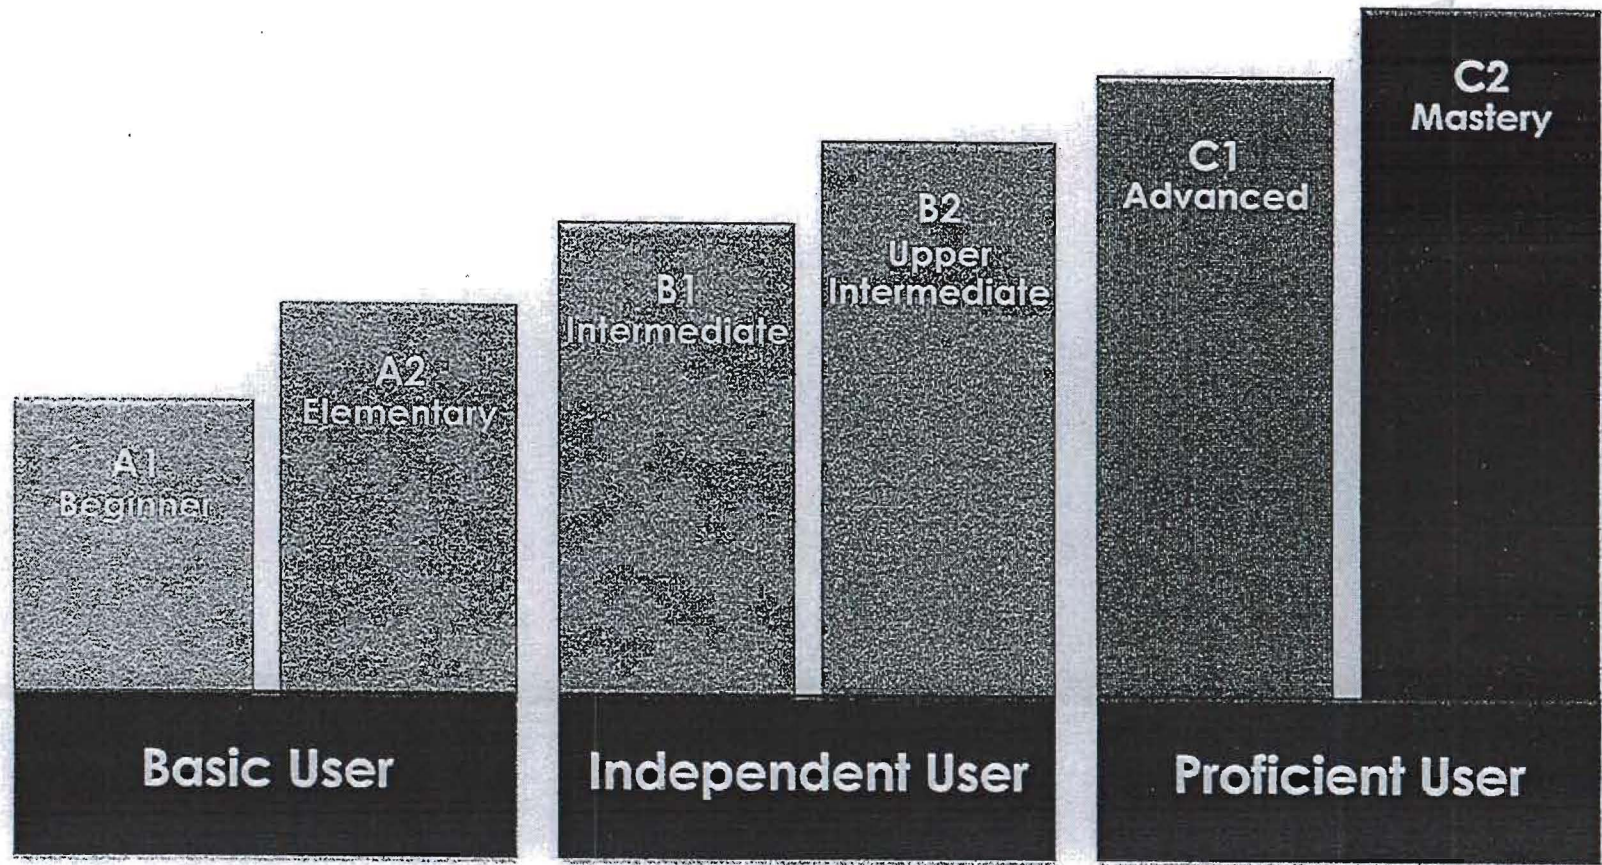 A1
Beginner
A2
Elementary
B1
Intermediate
B2
Upper
Intermediate
C1
Advanced
C2
Mastery
Basic User
Independent User
Proficient User